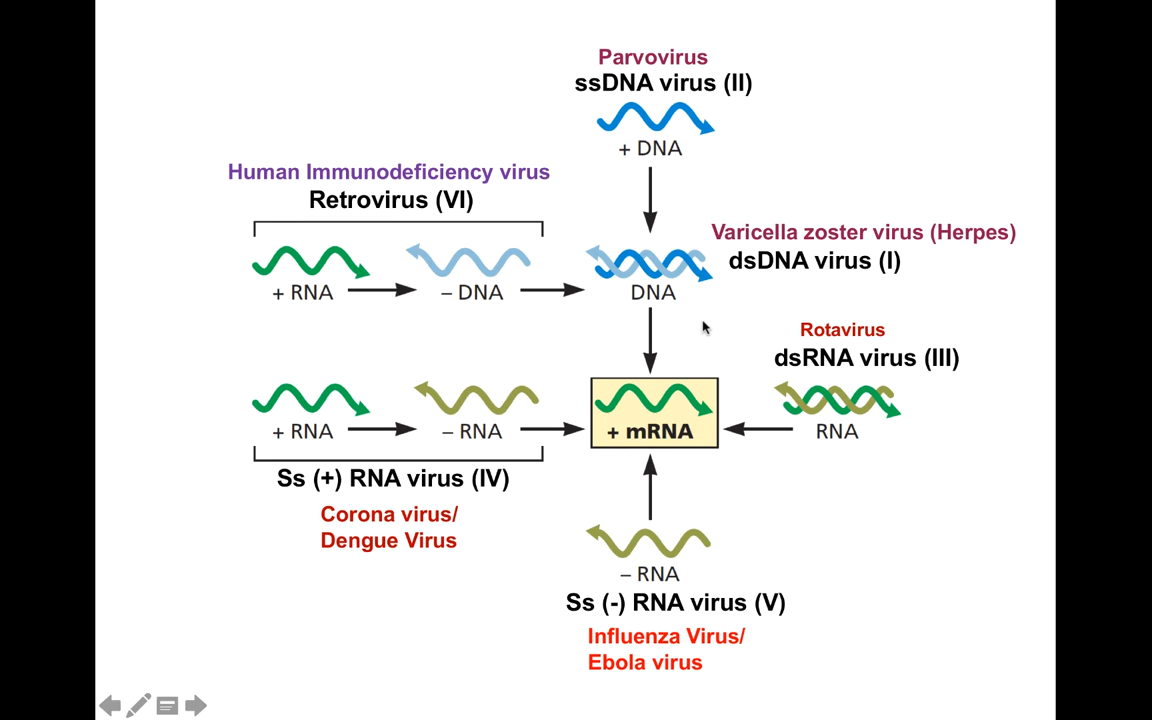 Parvovirus
ssDNA virus (II)
+ DNA
Human Immunodeficiency virus
Retrovirus (VI)
+ RNA
– DNA
Varicella zoster virus (Herpes)
dsDNA virus (I)
DNA
Rotavirus
dsRNA virus (III)
RNA
+ RNA
– RNA
+ mRNA
Ss (+) RNA virus (IV)
Corona virus/
Dengue Virus
– RNA
Ss (-) RNA virus (V)
Influenza Virus/
Ebola virus